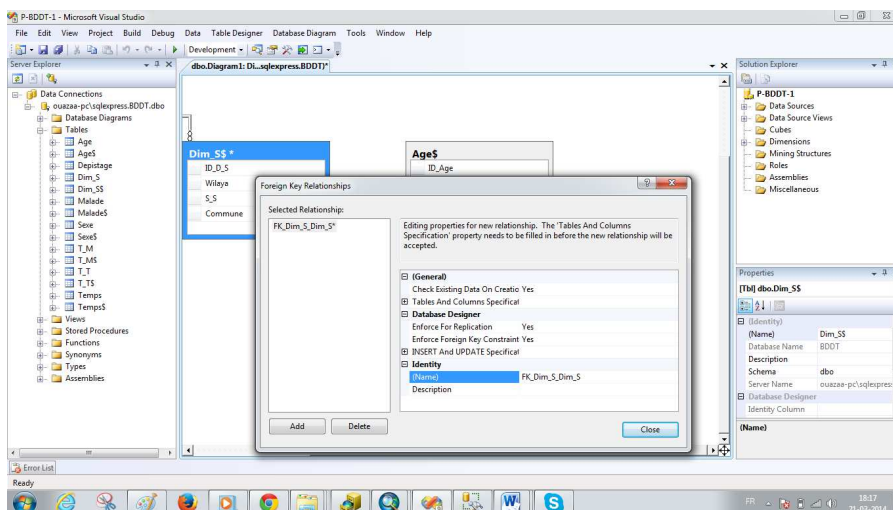 P-BDDT-1 - Microsoft Visual Studio
File Edit View Project Build Debug Data Table Designer Database Diagram Tools Window Help
Development
Server Explorer
Data Connections
ouazaa-pc\sqlexpress.BDDT.dbo
Database Diagrams
Tables
Age
Age$
Depistage
Dim_S
Dim_S$
Malade
Malade$
Sexe
Sexe$
T_M
T_M$
T_T
T_T$
Temps
Temps$
Views
Stored Procedures
Functions
Synonyms
Types
Assemblies
dbo.Diagram1: Di...sqlexpress.BDDT)*
Dim_S$ *
ID_D_S
Wilaya
S_S
Commune
Age$
ID_Age
Foreign Key Relationships
Selected Relationship:
FK_Dim_S_Dim_S*
Editing properties for new relationship. The 'Tables And Columns
Specification' property needs to be filled in before the new relationship will be
accepted.
(General)
Check Existing Data On Creatio Yes
Tables And Columns Specificat
Database Designer
Enforce For Replication Yes
Enforce Foreign Key Constraint Yes
INSERT And UPDATE Specificat
Identity
(Name) FK_Dim_S_Dim_S
Description
Add Delete
Close
Solution Explorer
P-BDDT-1
Data Sources
Data Source Views
Cubes
Dimensions
Mining Structures
Roles
Assemblies
Miscellaneous
Properties
[Tbl] dbo.Dim_S$
(Identity)
(Name) Dim_S$
Database Name BDDT
Description
Schema dbo
Server Name ouazaa-pc\sqlexpres
Database Designer
Identity Column
(Name)
Error List
Ready
FR
18:17
21-03-2014